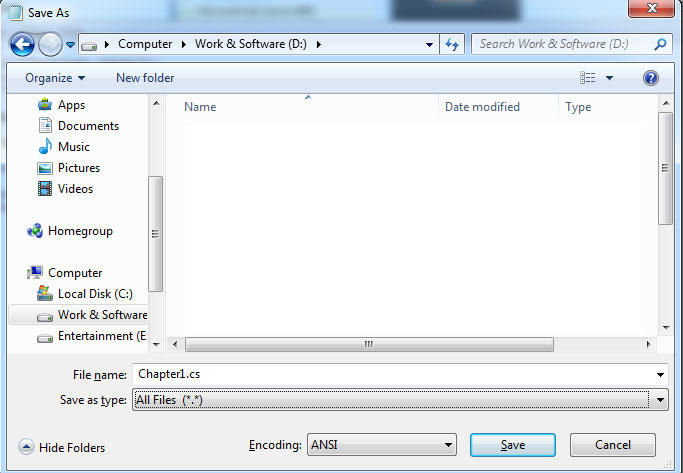 Save As
Computer Work & Software (D:)
Search Work & Software (D:)
Organize New folder
Name Date modified Type
Apps
Documents
Music
Pictures
Videos
Homegroup
Computer
Local Disk (C:)
Work & Software
Entertainment (E
File name: Chapter1.cs
Save as type: All Files (*.*)
Hide Folders Encoding: ANSI Save Cancel